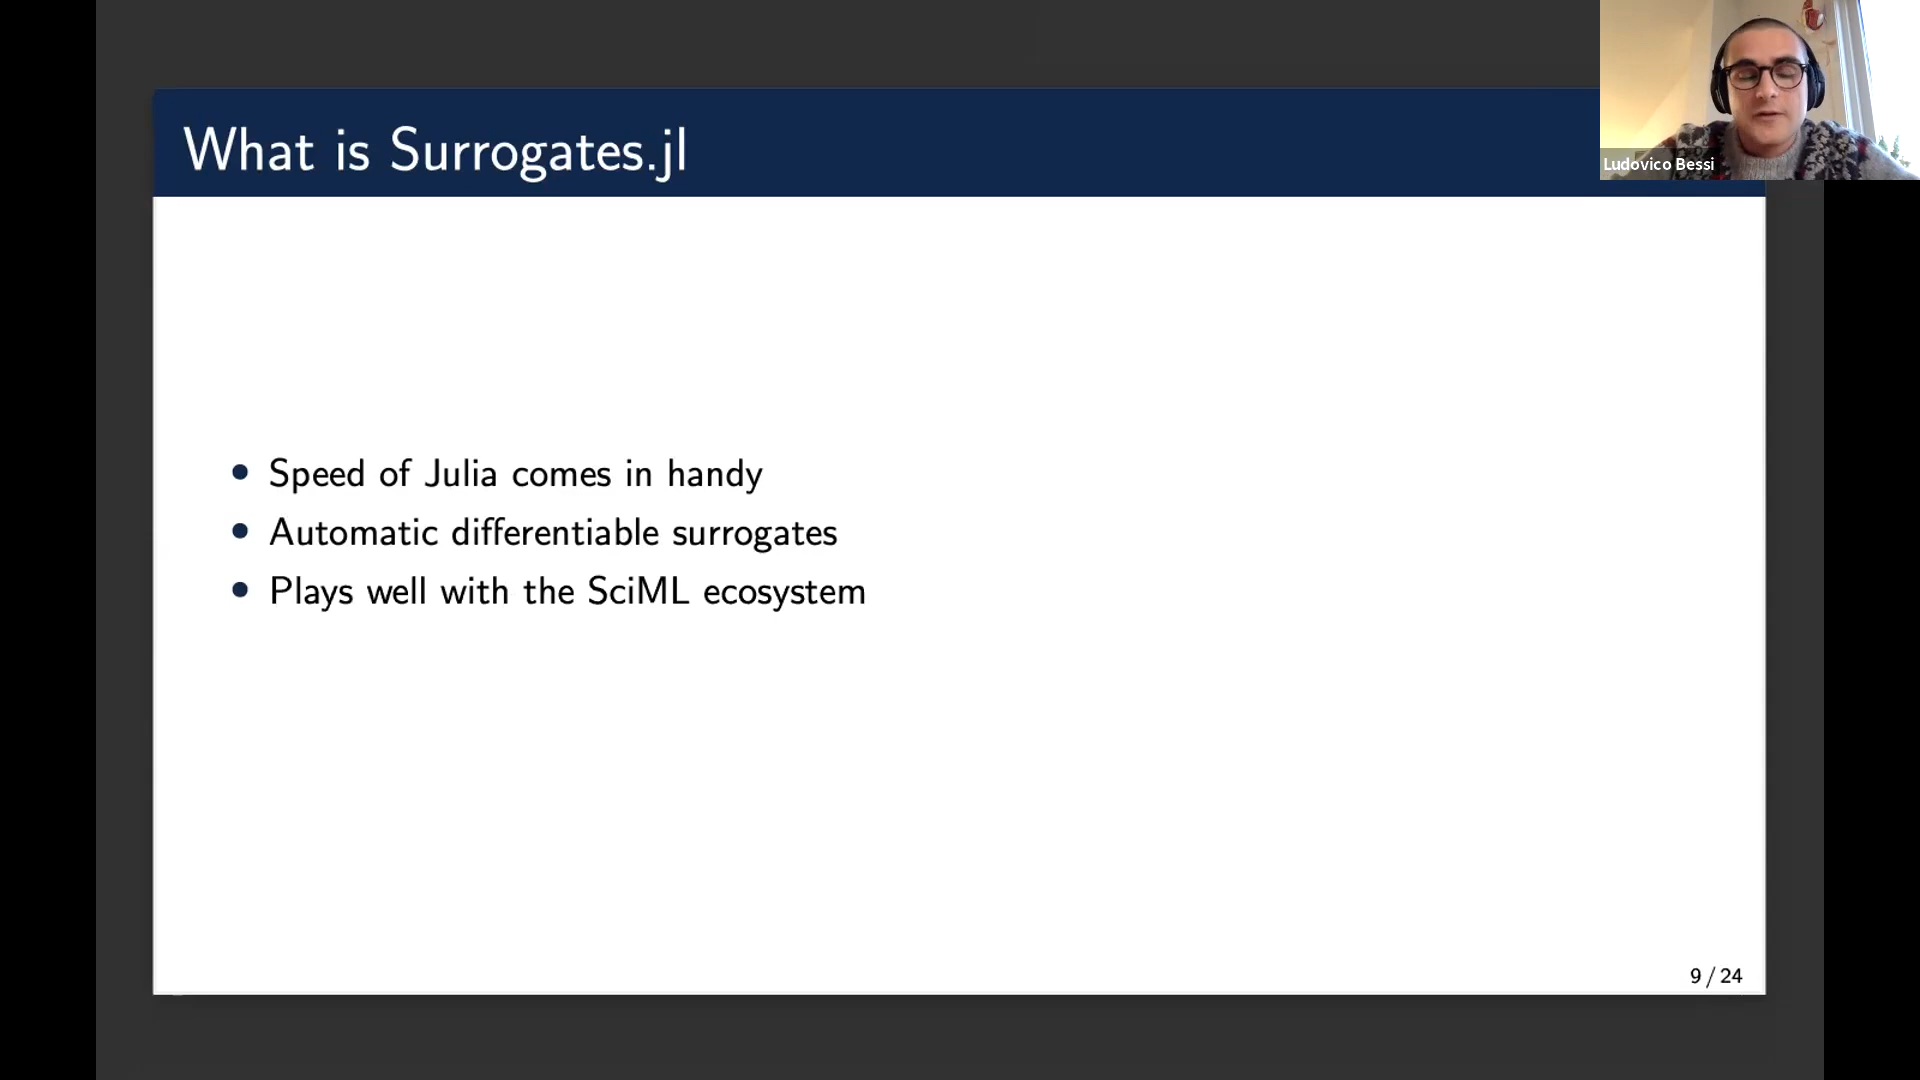 What is Surrogates.jl
Ludovico Bessi
Speed of Julia comes in handy
Automatic differentiable surrogates
Plays well with the SciML ecosystem
9 / 24